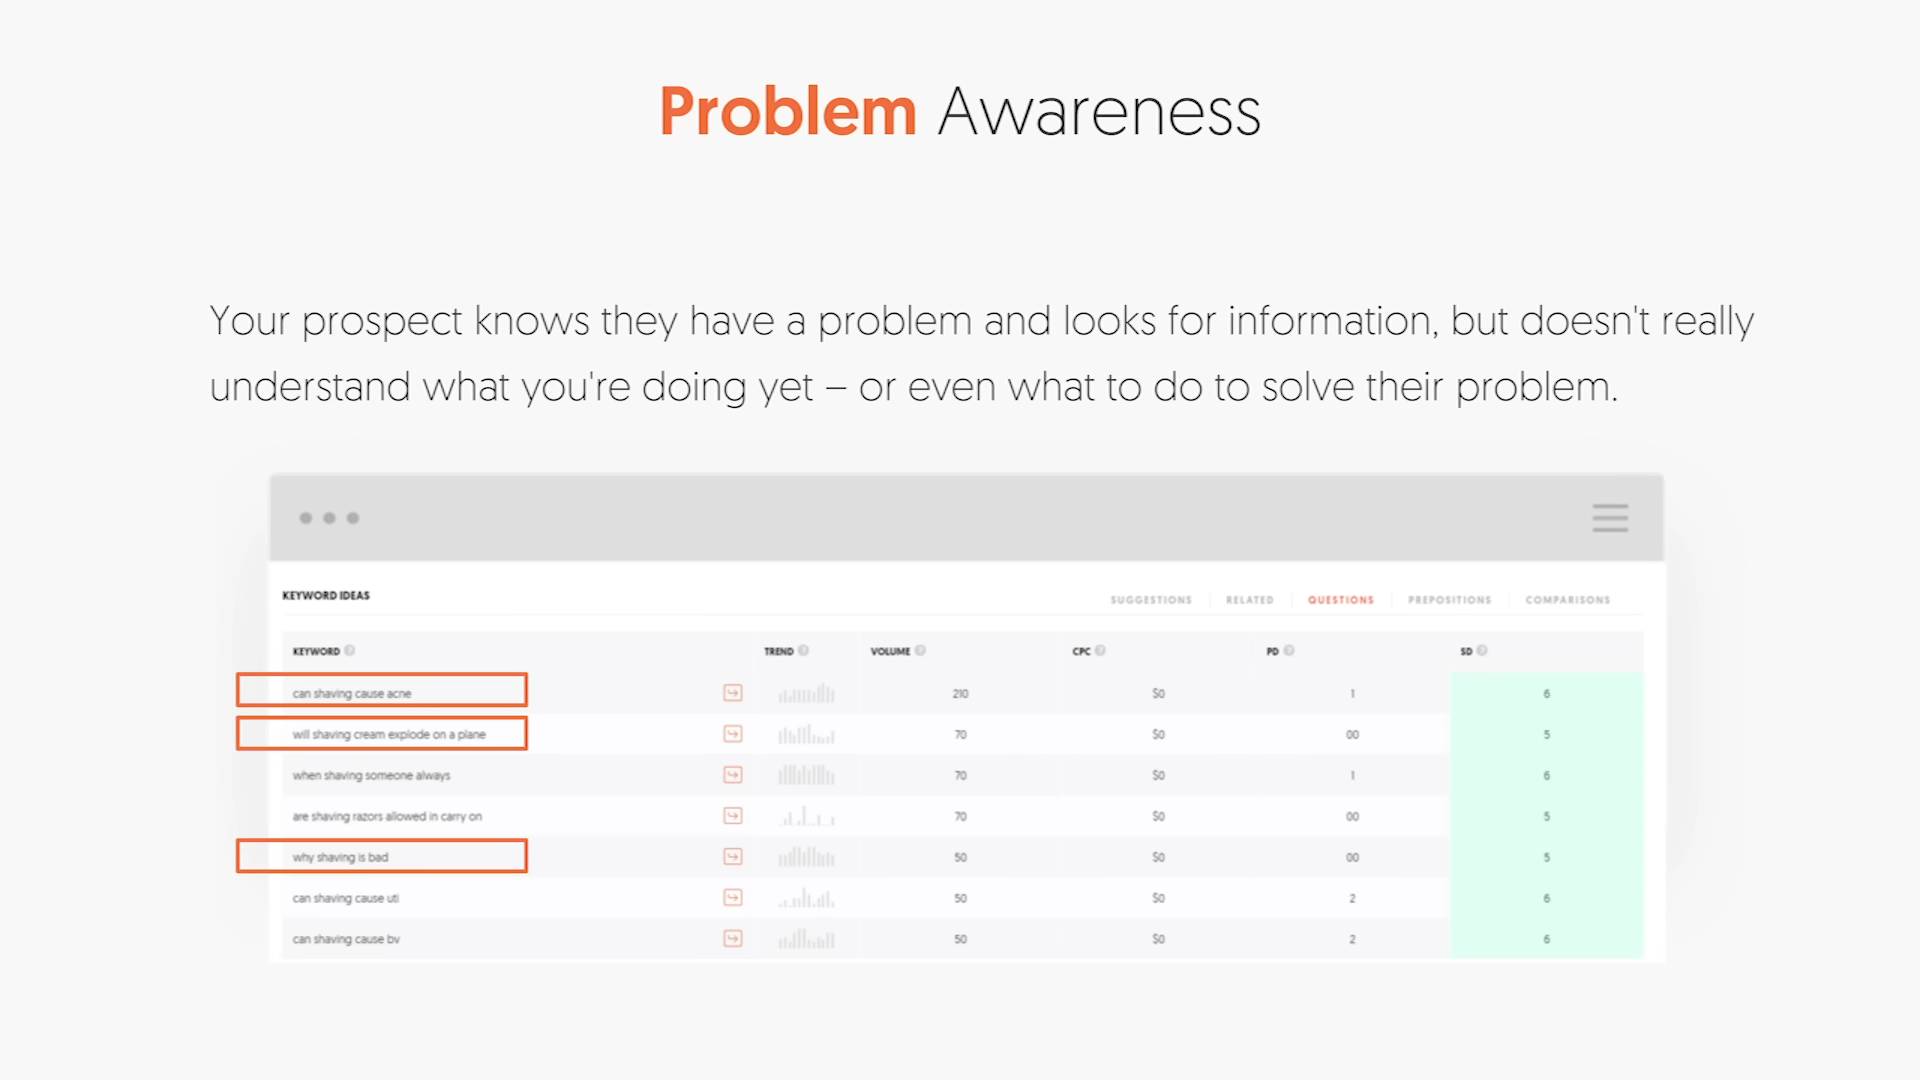 Problem Awareness
Your prospect knows they have a problem and looks for information, but doesn't really
understand what you're doing yet – or even what to do to solve their problem.
KEYWORD IDEAS SUGGESTIONS RELATED QUESTIONS PREPOSITIONS COMPARISONS
KEYWORD ? TREND ? VOLUME ? CPC ? PD ? SD ?
can shaving cause acne 210 $0 1 6
will shaving cream explode on a plane 70 $0 00 5
when shaving someone always 70 $0 1 6
are shaving razors allowed in carry on 70 $0 00 5
why shaving is bad 50 $0 00 5
can shaving cause uti 50 $0 2 6
can shaving cause bv 50 $0 2 6